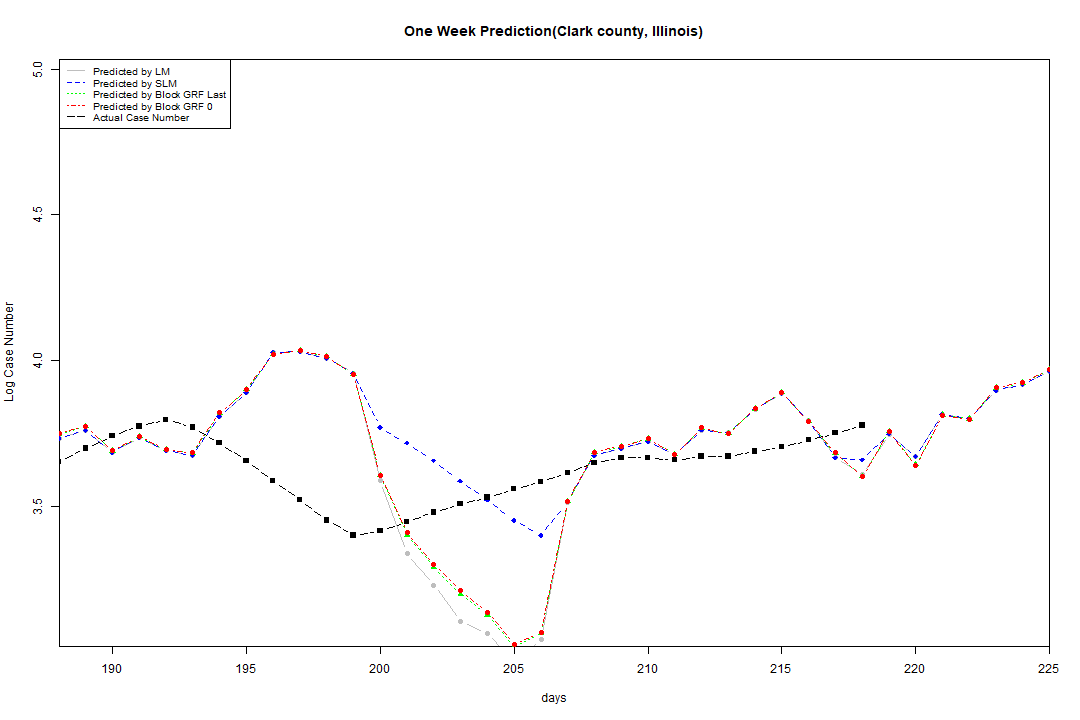 One Week Prediction(Clark county, Illinois)
Predicted by LM
Predicted by SLM
Predicted by Block GRF Last
Predicted by Block GRF 0
Actual Case Number
5.0
4.5
4.0
3.5
Log Case Number
190 195 200 205 210 215 220 225
days